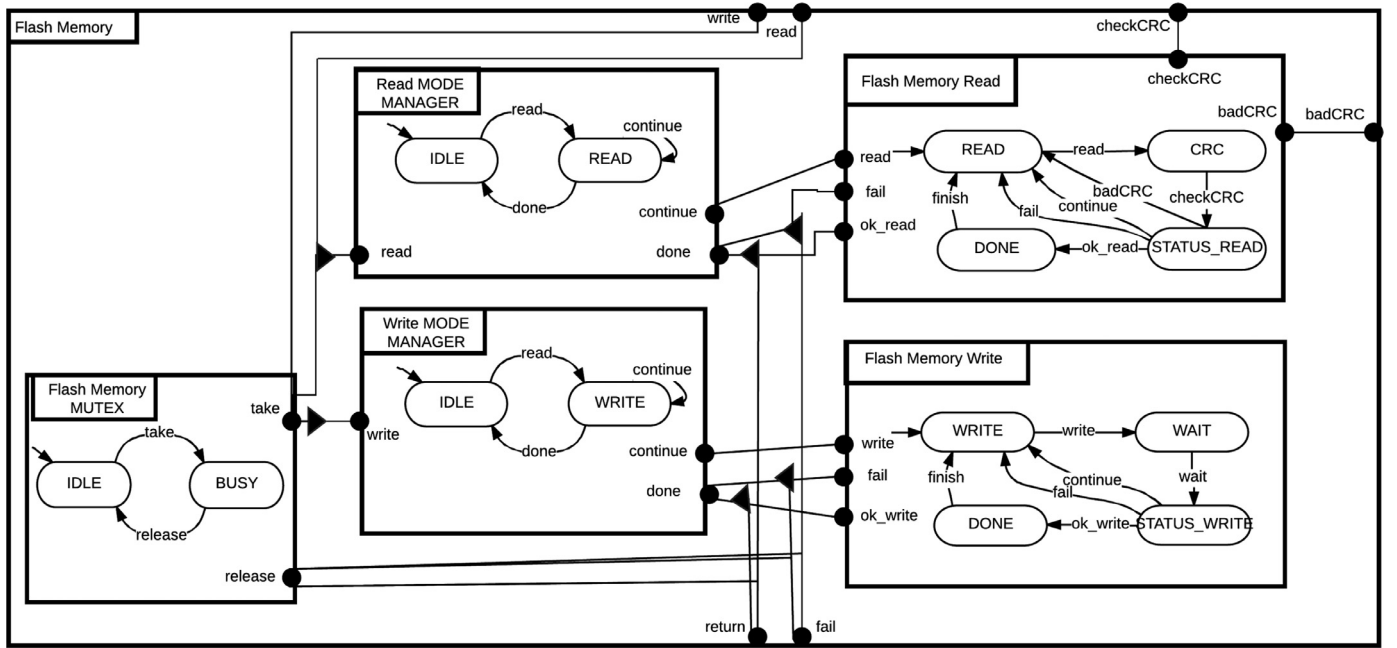 Flash Memory
write
read
checkCRC
checkCRC
badCRC
badCRC
Read MODE
MANAGER
read
IDLE
READ
continue
done
continue
read
done
Flash Memory Read
read
fail
ok_read
READ
read
CRC
badCRC
checkCRC
finish
continue
fail
DONE
ok_read
STATUS_READ
Write MODE
MANAGER
read
IDLE
WRITE
continue
done
write
continue
done
Flash Memory
MUTEX
take
take
IDLE
BUSY
release
release
Flash Memory Write
write
fail
ok_write
WRITE
write
WAIT
wait
finish
continue
fail
DONE
ok_write
STATUS_WRITE
return
fail